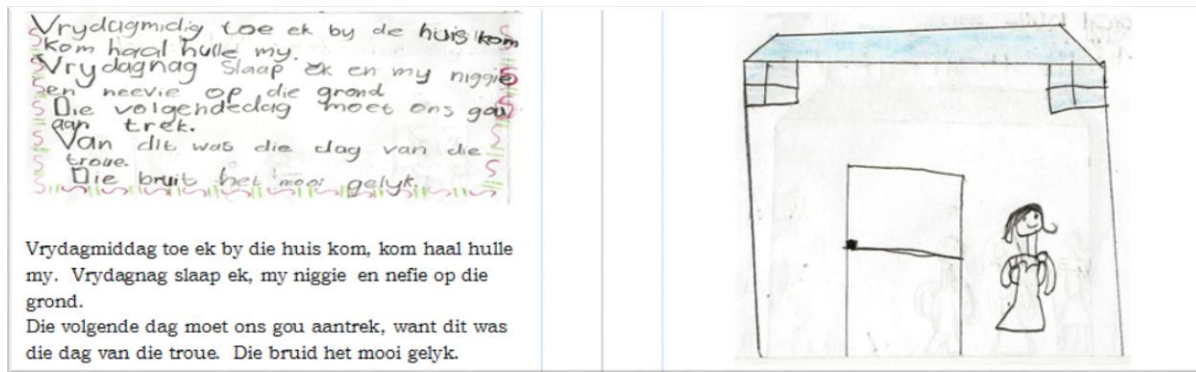 Vrydagmidig toe ek by de huis kom
kom haal hulle my.
Vrydagnag slaap ek en my niggie
en neevie op die grond
Die volgendedag moet ons gou
aan trek.
Van dit was die dag van die
troue.
Die bruit het mooi gelyk.
Vrydagmiddag toe ek by die huis kom, kom haal hulle
my. Vrydagnag slaap ek, my niggie en nefie op die
grond.
Die volgende dag moet ons gou aantrek, want dit was
die dag van die troue. Die bruid het mooi gelyk.